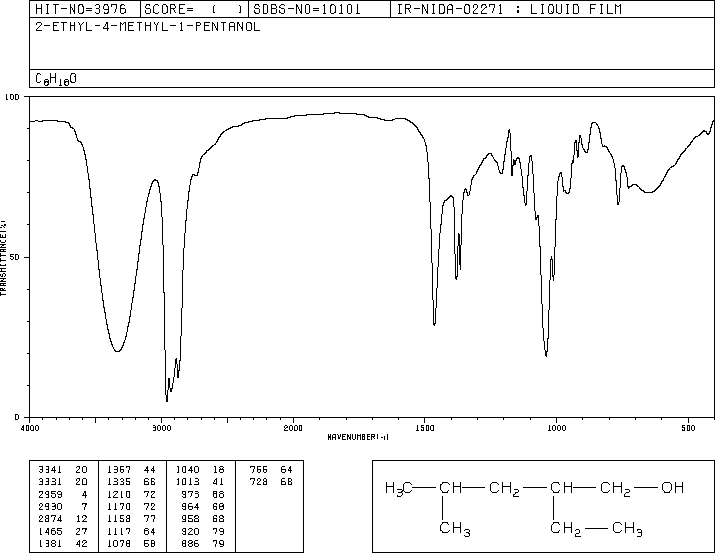 HIT-NO=3976 SCORE= ( ) SDBS-NO=10101 IR-NIDA-02271 : LIQUID FILM
2-ETHYL-4-METHYL-1-PENTANOL
C8H18O
100
50
0
TRANSMITTANCE(%)
4000 3000 2000 1500 1000 500
WAVENUMBER(-1)
3341 20 1367 44 1040 18 766 64
3331 20 1335 66 1013 41 728 68
2959 4 1210 72 973 68
2930 7 1170 72 964 68
2874 12 1158 77 958 68
1465 27 1117 64 920 79
1381 42 1078 58 886 79
H3C—CH—CH2—CH—CH2—OH
CH3 CH2—CH3